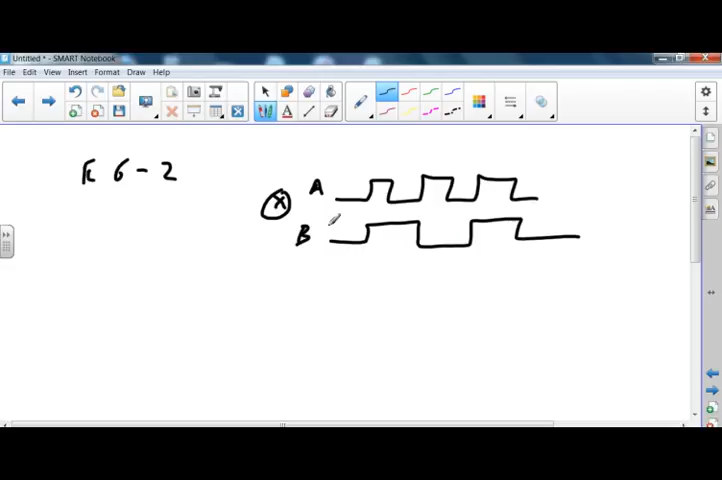 Untitled * - SMART Notebook
File Edit View Insert Format Draw Help
6 - 2
A
X
B